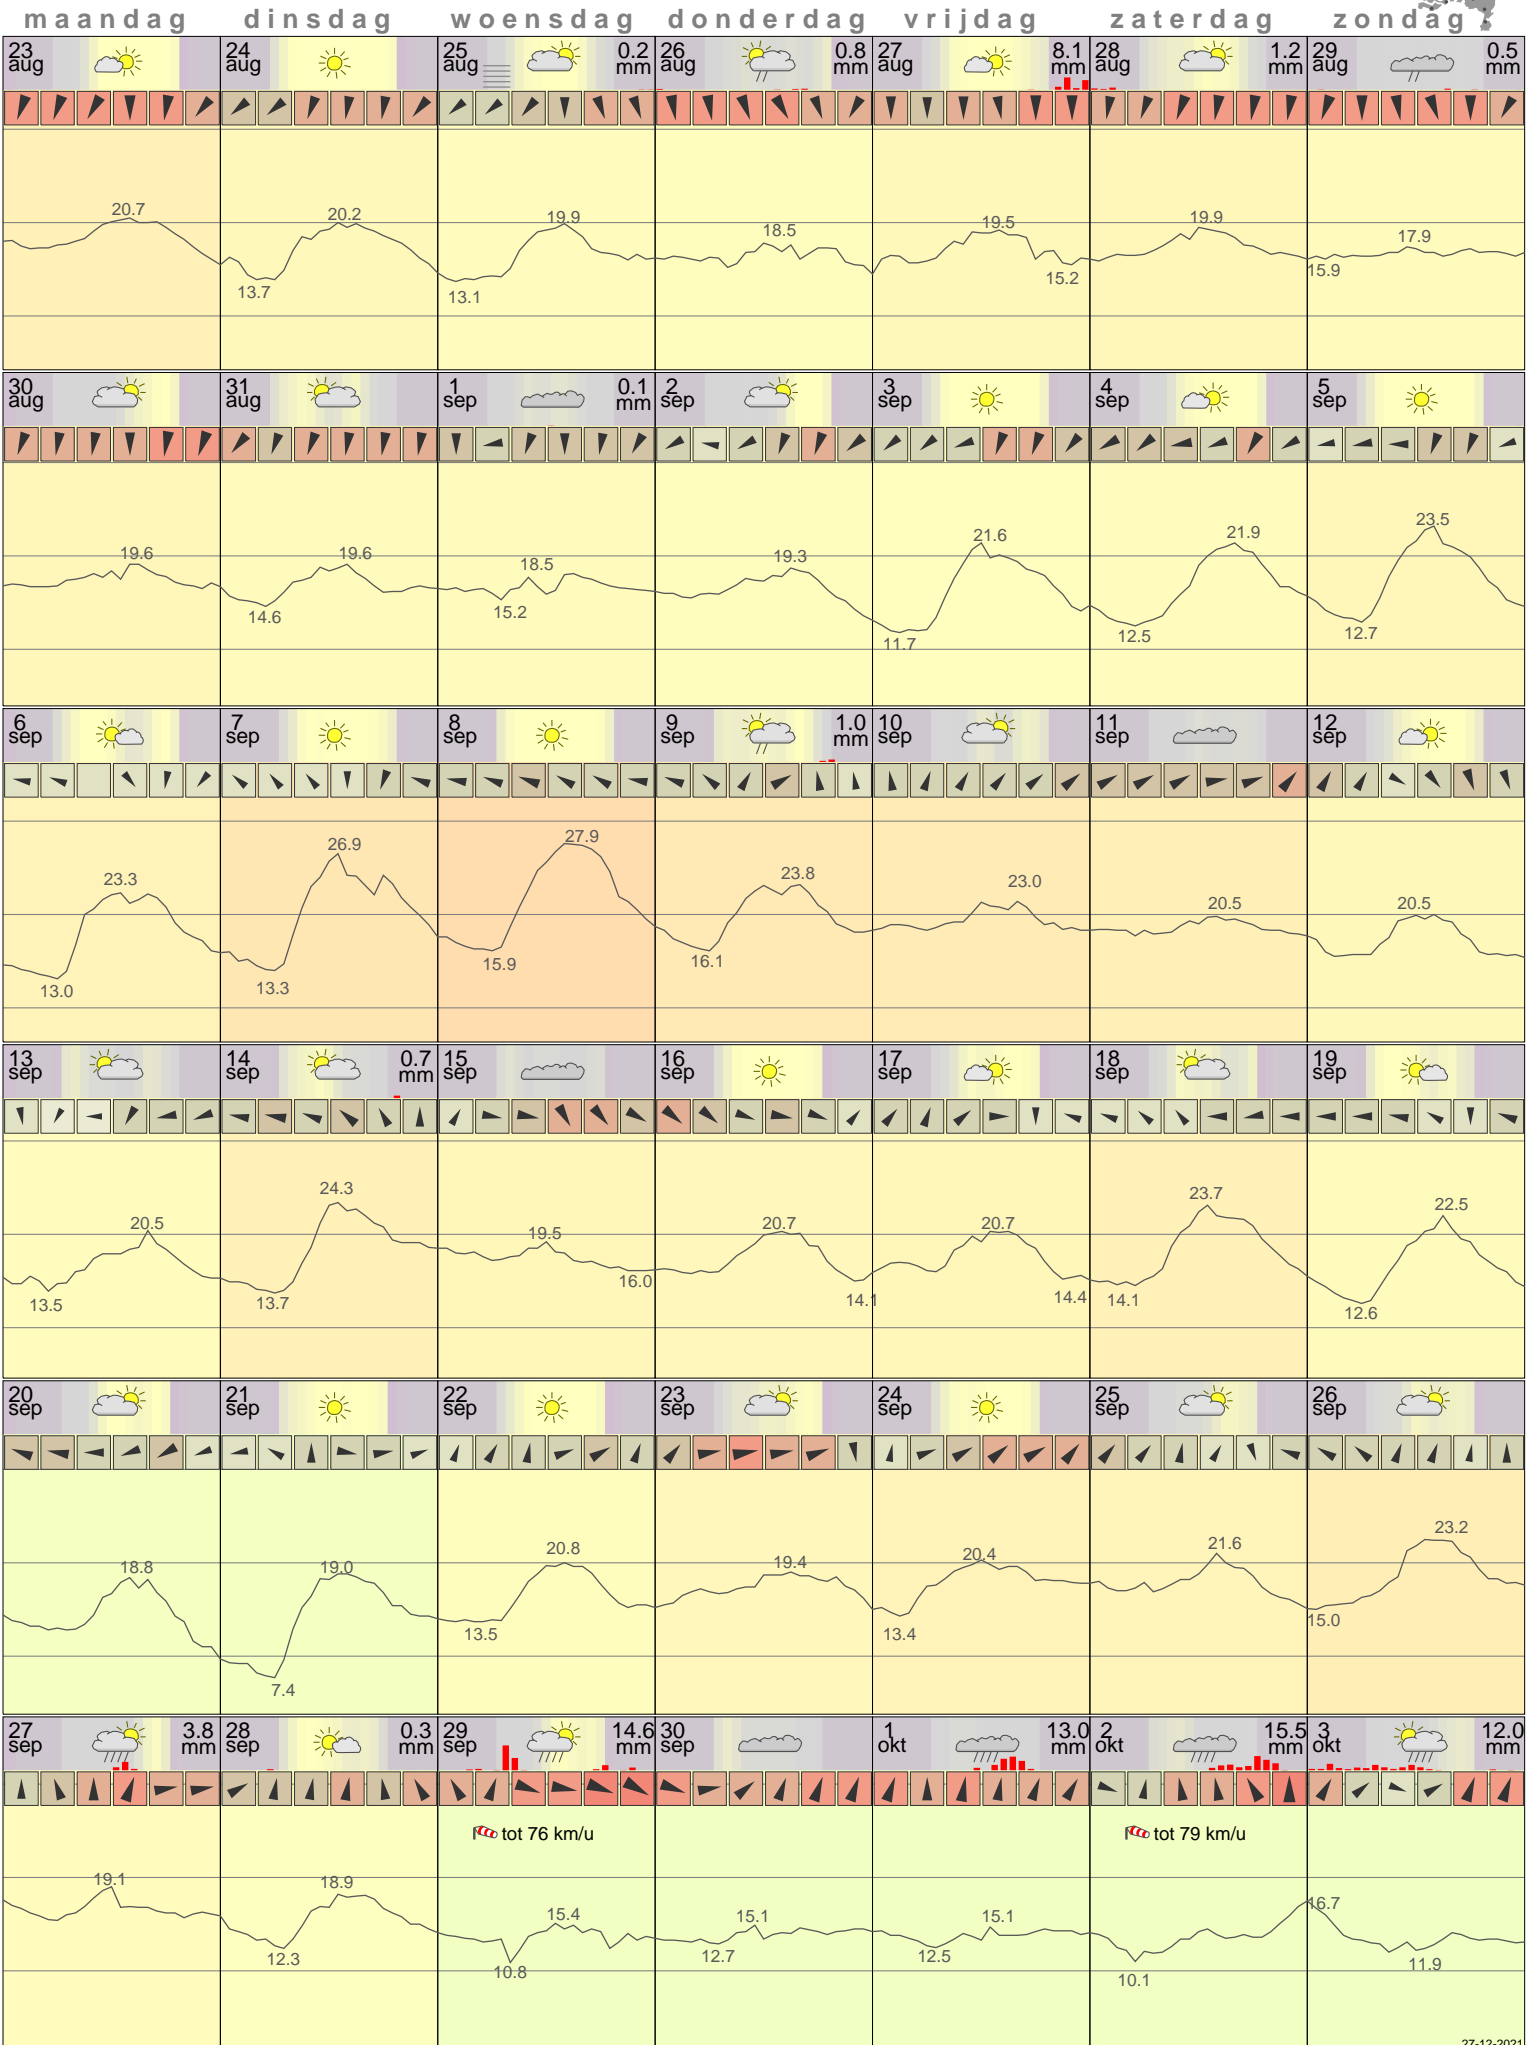 maandag dinsdag woensdag donderdag vrijdag zaterdag zondag
23 24 25 0.2 26 0.8 27 8.1 28 1.2 29 0.5
aug aug aug mm aug mm aug mm aug mm aug mm
20.7 20.2 19.9 18.5 19.5 19.9 17.9
13.7 13.1 15.2 15.9
30 31 1 0.1 2 3 4 5
aug aug sep mm sep sep sep sep
19.6 19.6 18.5 19.3 21.6 21.9 23.5
14.6 15.2 11.7 12.5 12.7
6 7 8 9 1.0 10 11 12
sep sep sep sep mm sep sep sep
23.3 26.9 27.9 23.8 23.0 20.5 20.5
13.0 13.3 15.9 16.1
13 14 0.7 15 16 17 18 19
sep sep mm sep sep sep sep sep
20.5 24.3 19.5 20.7 20.7 23.7 22.5
13.5 13.7 16.0 14.1 14.4 14.1 12.6
20 21 22 23 24 25 26
sep sep sep sep sep sep sep
18.8 19.0 20.8 19.4 20.4 21.6 23.2
7.4 13.5 13.4 15.0
27 3.8 28 0.3 29 14.6 30 1 13.0 2 15.5 3 12.0
sep mm sep mm sep mm sep okt mm okt mm okt mm
tot 76 km/u tot 79 km/u
19.1 18.9 15.4 15.1 15.1 16.7
12.3 10.8 12.7 12.5 10.1 11.9
27-12-2021